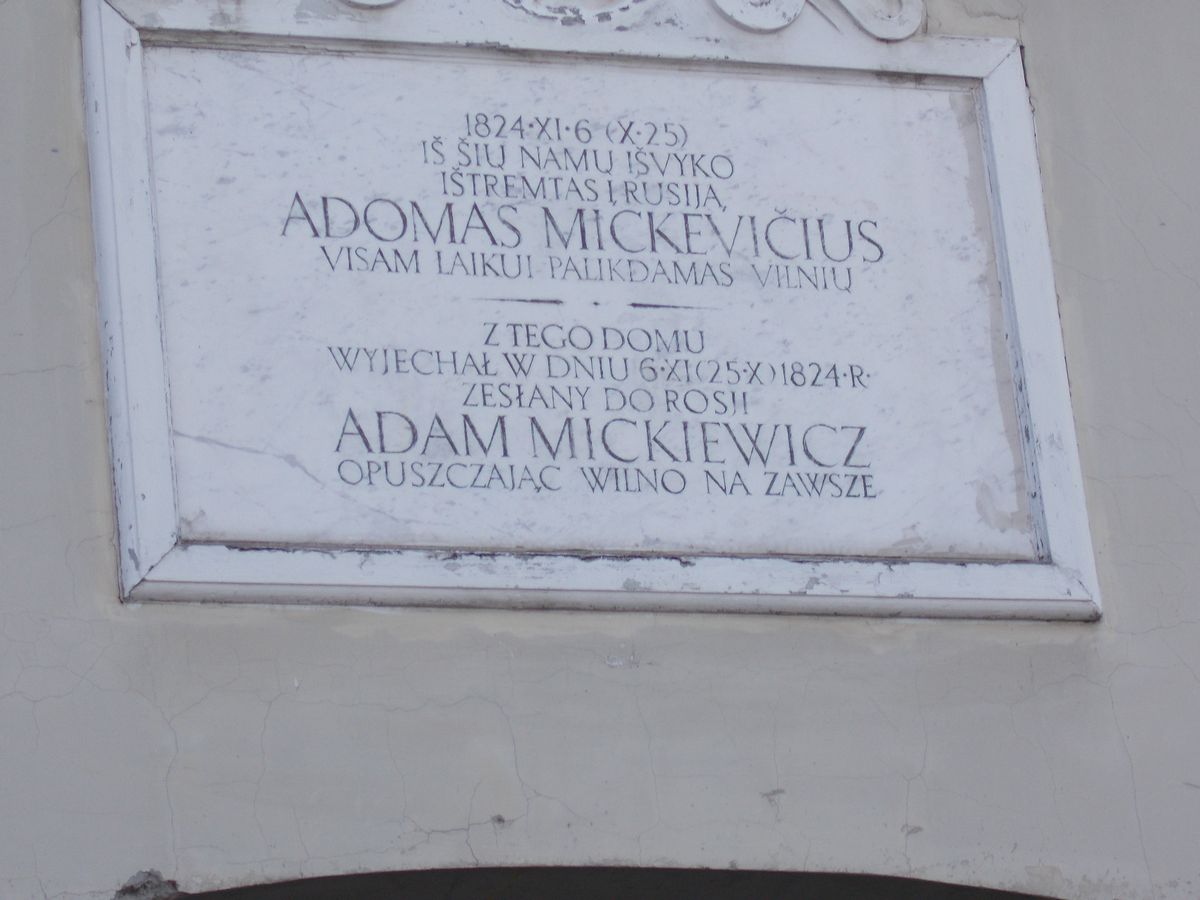 1824·XI·6 (X·25)
IŠ ŠIŲ NAMŲ IŠVYKO
IŠTREMTAS Į RUSIJĄ,
ADOMAS MICKEVIČIUS
VISAM LAIKUI PALIKDAMAS VILNIŲ
Z TEGO DOMU
WYJECHAŁ W DNIU 6·XI(25·X)1824·R·
ZESŁANY DO ROSJI
ADAM MICKIEWICZ
OPUSZCZAJĄC WILNO NA ZAWSZE